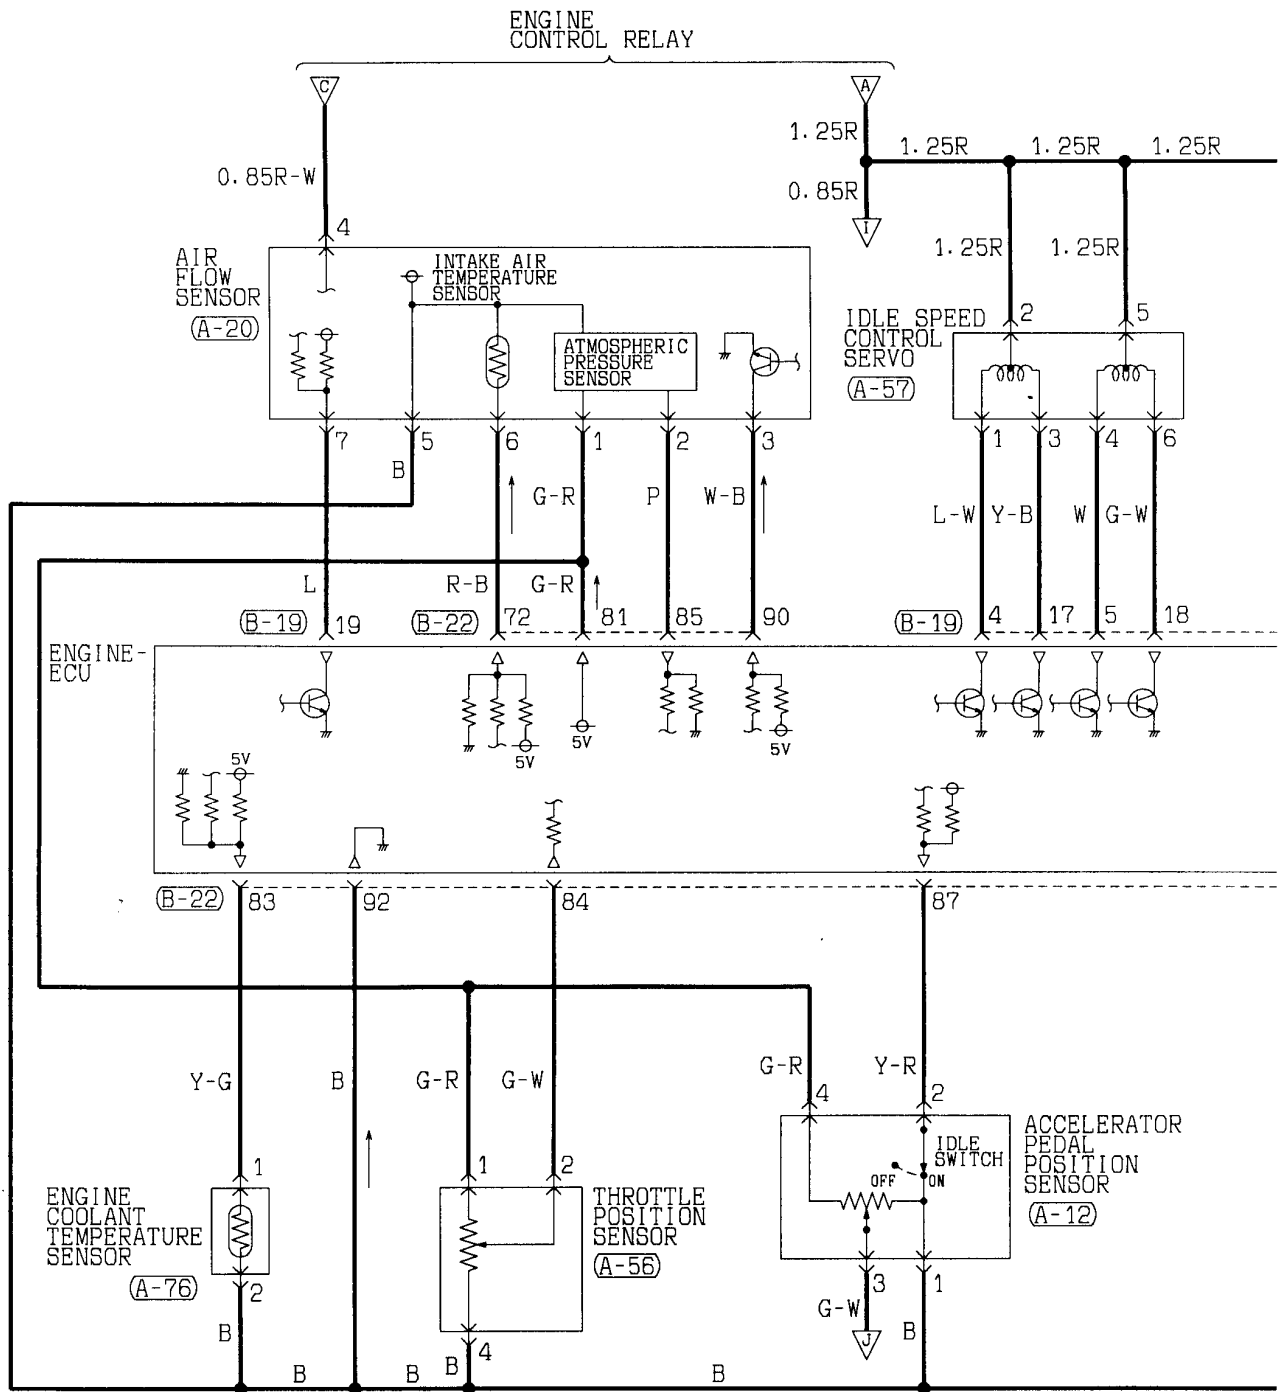 ENGINE
CONTROL RELAY
C
A
1.25R
1.25R 1.25R 1.25R
0.85R-W
0.85R
I
4
AIR
FLOW
SENSOR
A-20
INTAKE AIR
TEMPERATURE
SENSOR
ATMOSPHERIC
PRESSURE
SENSOR
1.25R 1.25R
2 5
IDLE SPEED
CONTROL
SERVO
A-57
7 5 6 1 2 3
1 3 4 6
B
G-R P W-B
L-W Y-B W G-W
L R-B G-R
B-19 19 B-22 72 81 85 90
B-19 4 17 5 18
ENGINE-
ECU
5V
5V
5V
5V
B-22 83 92 84 87
Y-G B G-R G-W G-R Y-R
4 2
ACCELERATOR
PEDAL
POSITION
SENSOR
A-12
IDLE
SWITCH
OFF ON
1
ENGINE
COOLANT
TEMPERATURE
SENSOR
A-76
2
1 2
THROTTLE
POSITION
SENSOR
A-56
4
3 1
G-W
J
B
B
B
B B B